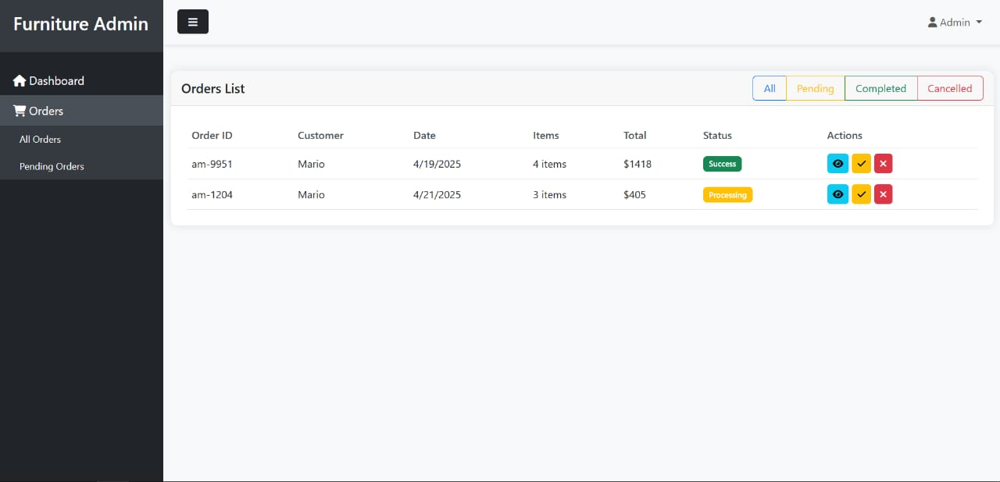 Furniture Admin
Admin
Dashboard
Orders
All Orders
Pending Orders
Orders List
All Pending Completed Cancelled
Order ID Customer Date Items Total Status Actions
am-9951 Mario 4/19/2025 4 items $1418 Success
am-1204 Mario 4/21/2025 3 items $405 Processing